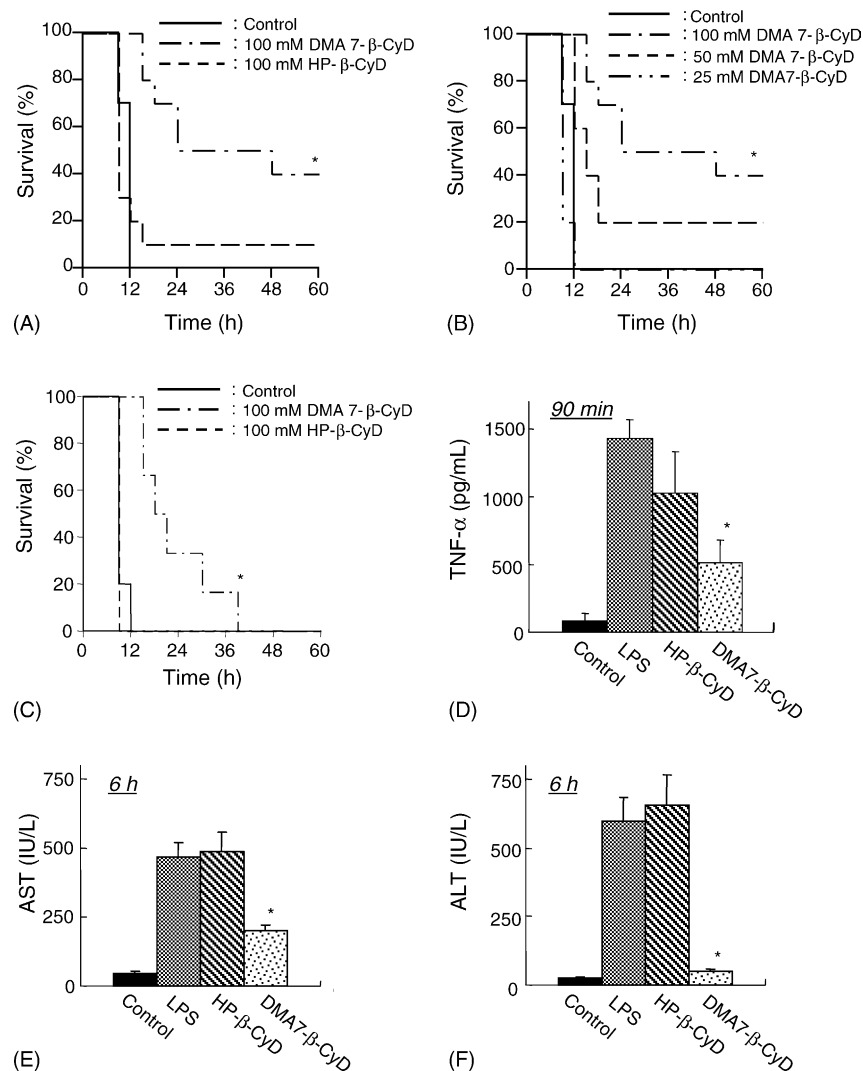 : Control
: 100 mM DMA 7-β-CyD
: 100 mM HP- β-CyD
Survival (%)
100
80
60
40
20
0
*
0 12 24 36 48 60
Time (h)
(A)
: Control
: 100 mM DMA 7-β-CyD
: 50 mM DMA 7-β-CyD
: 25 mM DMA7-β-CyD
Survival (%)
100
80
60
40
20
0
*
0 12 24 36 48 60
Time (h)
(B)
: Control
: 100 mM DMA 7-β-CyD
: 100 mM HP-β-CyD
Survival (%)
100
80
60
40
20
0
*
0 12 24 36 48 60
Time (h)
(C)
90 min
TNF-α (pg/mL)
1500
1000
500
0
*
Control LPS HP-β-CyD DMA7-β-CyD
(D)
6 h
AST (IU/L)
750
500
250
0
*
Control LPS HP-β-CyD DMA7-β-CyD
(E)
6 h
ALT (IU/L)
750
500
250
0
*
Control LPS HP-β-CyD DMA7-β-CyD
(F)